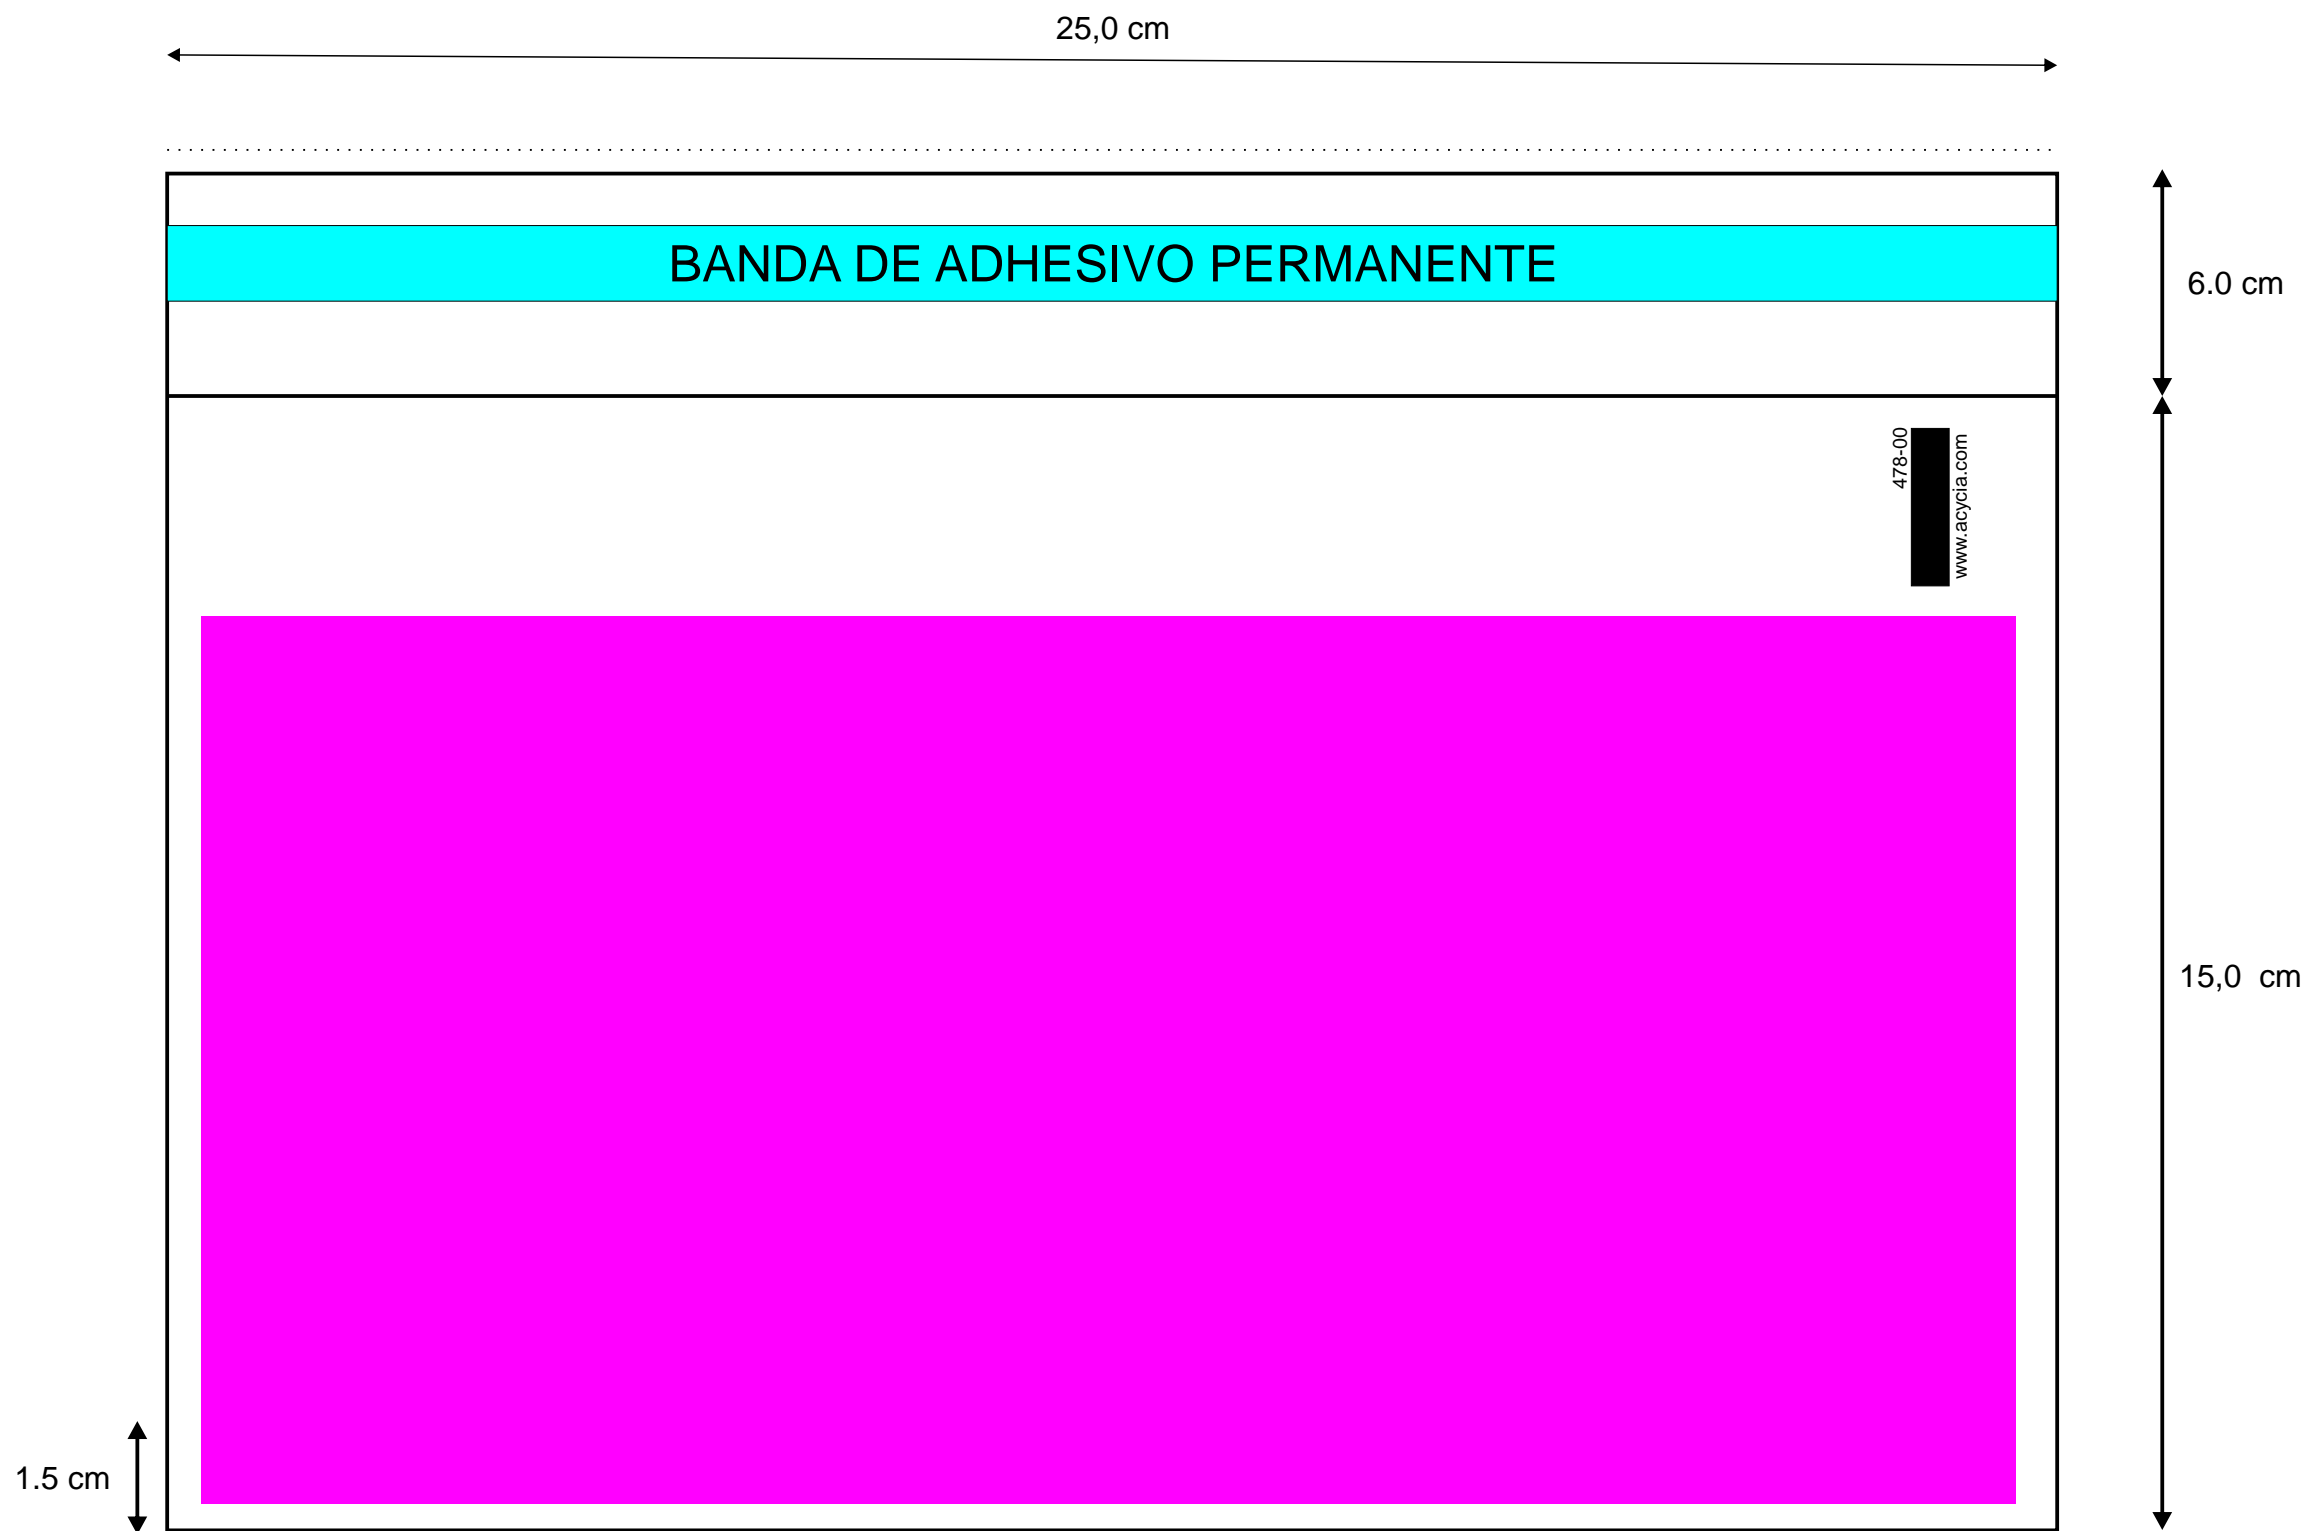 25,0 cm
BANDA DE ADHESIVO PERMANENTE
6.0 cm
478-00
www.acycia.com
15,0  cm
1.5 cm